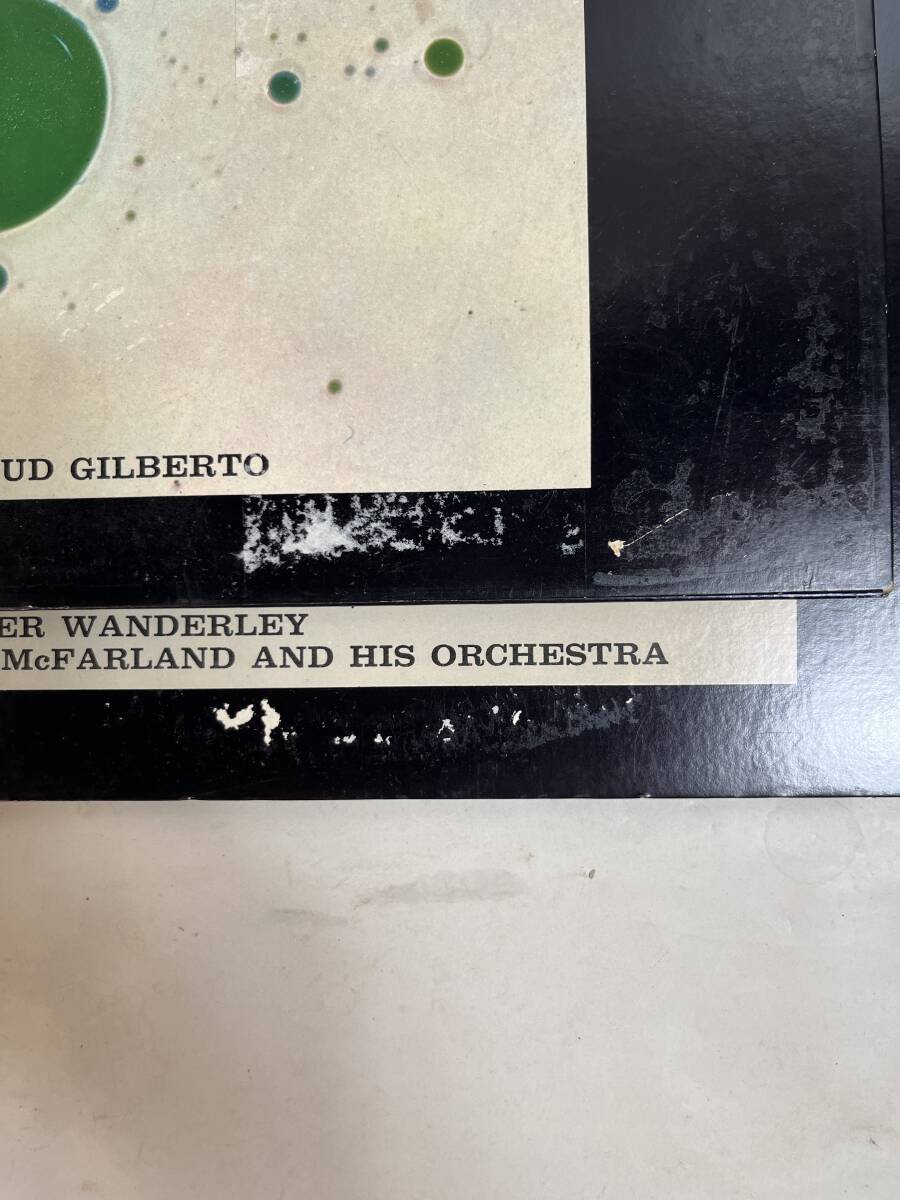 UD GILBERTO
ER WANDERLEY
McFARLAND AND HIS ORCHESTRA